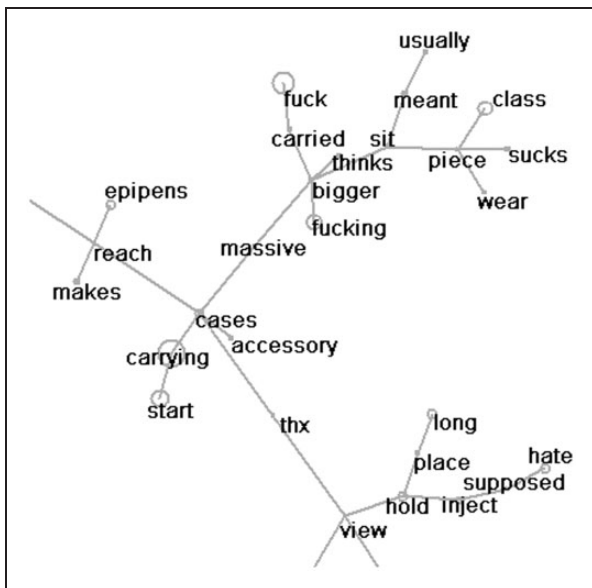 usually
fuck
meant
class
carried
sit
thinks
piece
sucks
epipens
bigger
wear
fucking
reach
massive
makes
cases
accessory
carrying
start
thx
long
hate
place
supposed
hold
inject
view